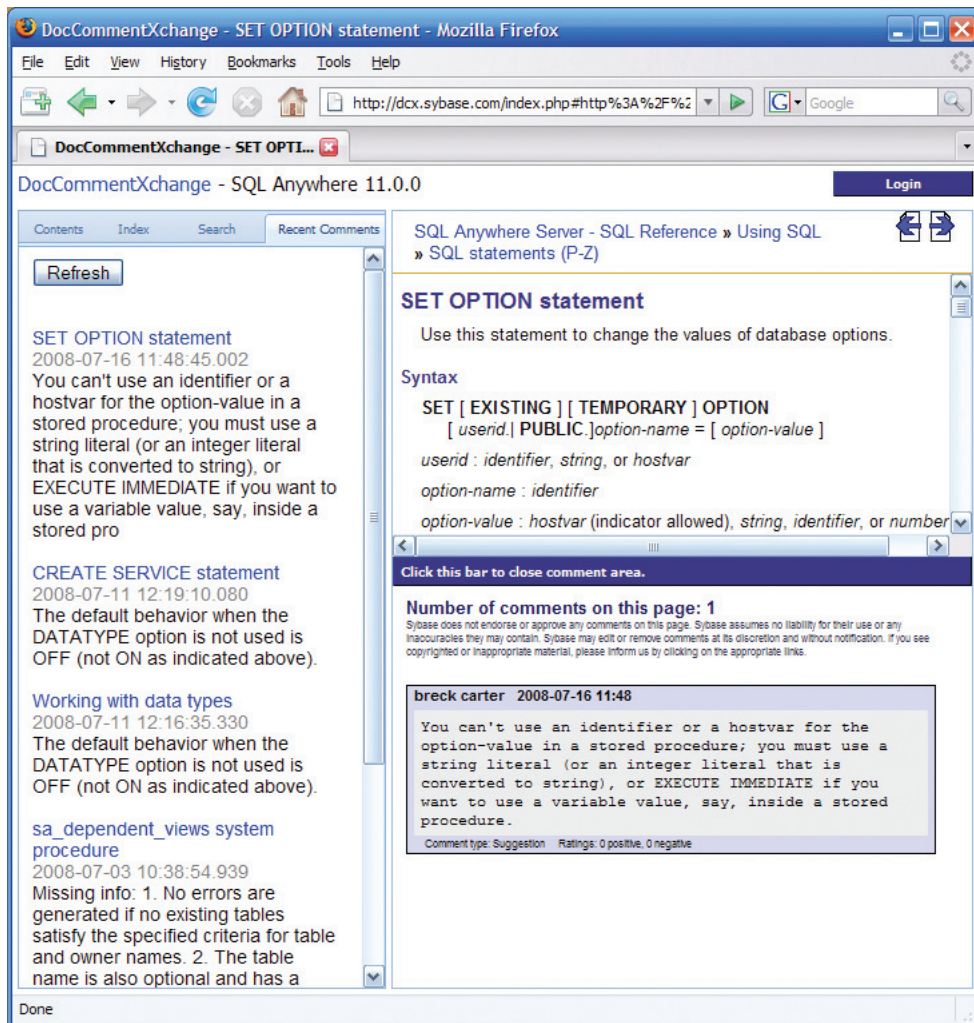 DocCommentXchange - SET OPTION statement - Mozilla Firefox
File Edit View History Bookmarks Tools Help
http://dcx.sybase.com/index.php#http%3A%2F%2
G Google
DocCommentXchange - SET OPTI...
DocCommentXchange - SQL Anywhere 11.0.0
Login
Contents Index Search Recent Comments
Refresh
SET OPTION statement
2008-07-16 11:48:45.002
You can't use an identifier or a
hostvar for the option-value in a
stored procedure; you must use a
string literal (or an integer literal
that is converted to string), or
EXECUTE IMMEDIATE if you want to
use a variable value, say, inside a
stored pro
CREATE SERVICE statement
2008-07-11 12:19:10.080
The default behavior when the
DATATYPE option is not used is
OFF (not ON as indicated above).
Working with data types
2008-07-11 12:16:35.330
The default behavior when the
DATATYPE option is not used is
OFF (not ON as indicated above).
sa_dependent_views system
procedure
2008-07-03 10:38:54.939
Missing info: 1. No errors are
generated if no existing tables
satisfy the specified criteria for table
and owner names. 2. The table
name is also optional and has a
SQL Anywhere Server - SQL Reference » Using SQL
» SQL statements (P-Z)
SET OPTION statement
Use this statement to change the values of database options.
Syntax
SET [ EXISTING ] [ TEMPORARY ] OPTION
[ userid.| PUBLIC.]option-name = [ option-value ]
userid : identifier, string, or hostvar
option-name : identifier
option-value : hostvar (indicator allowed), string, identifier, or number
Click this bar to close comment area.
Number of comments on this page: 1
Sybase does not endorse or approve any comments on this page. Sybase assumes no liability for their use or any
inaccuracies they may contain. Sybase may edit or remove comments at its discretion and without notification. If you see
copyrighted or inappropriate material, please inform us by clicking on the appropriate links.
breck carter 2008-07-16 11:48
You can't use an identifier or a hostvar for the
option-value in a stored procedure; you must use a
string literal (or an integer literal that is
converted to string), or EXECUTE IMMEDIATE if you
want to use a variable value, say, inside a stored
procedure.
Comment type: Suggestion Ratings: 0 positive, 0 negative
Done